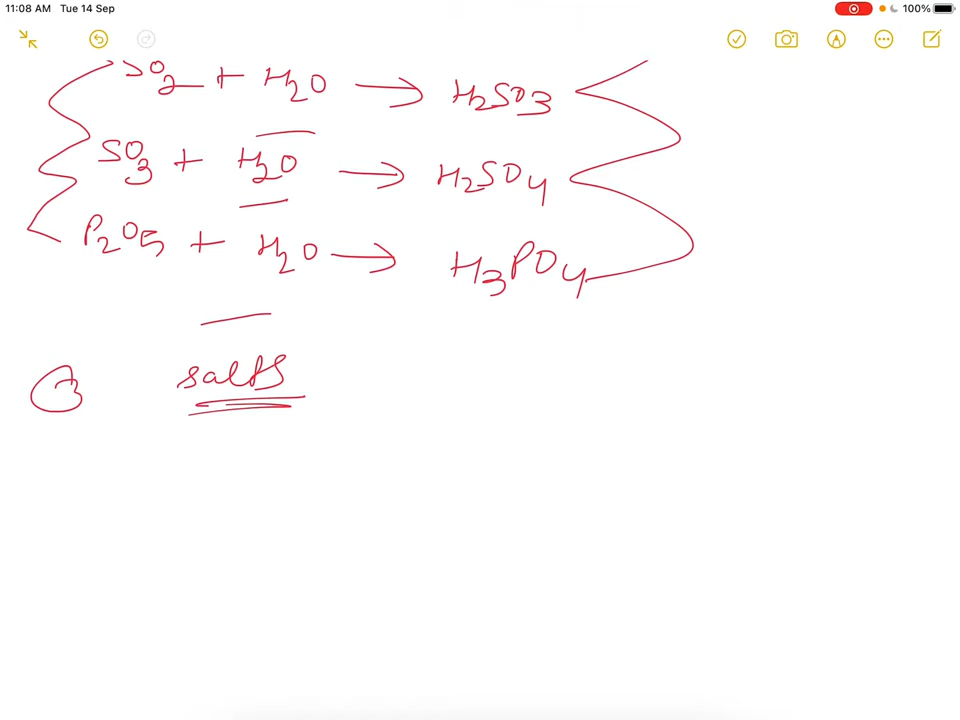 11:08 AM Tue 14 Sep 100%
SO2 + H2O → H2SO3
SO3 + H2O → H2SO4
P2O5 + H2O → H3PO4
3 salts